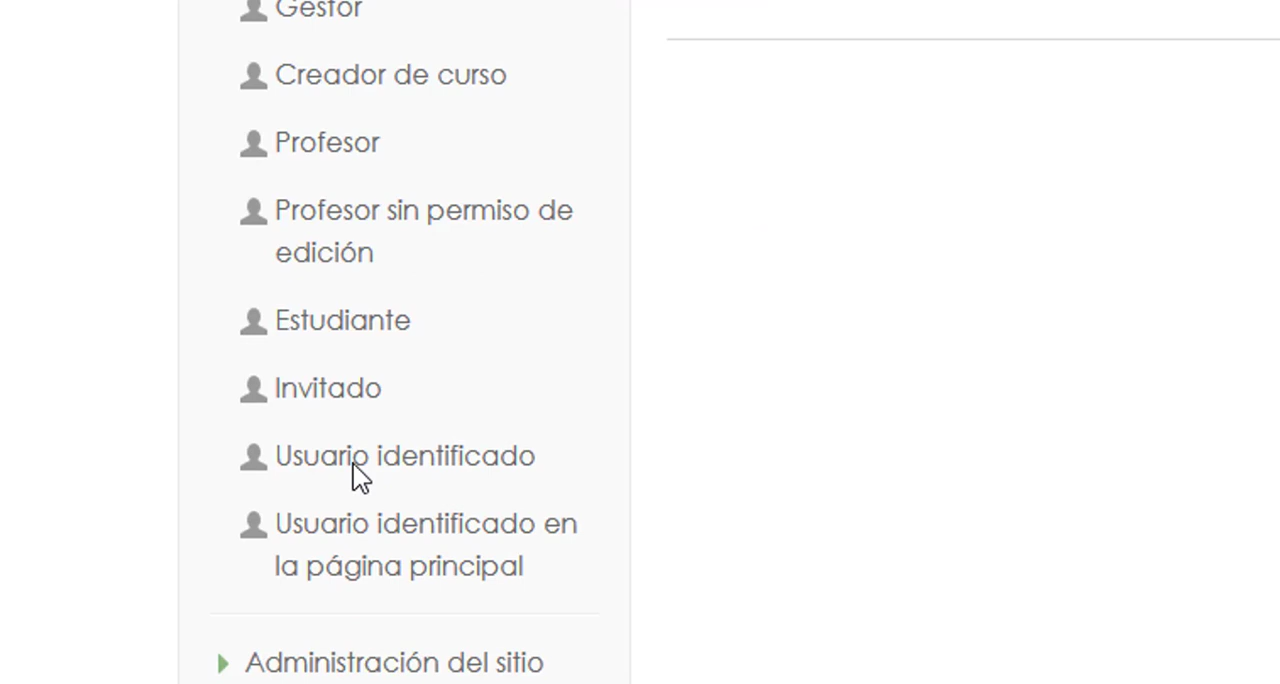 Gestor
Creador de curso
Profesor
Profesor sin permiso de
edición
Estudiante
Invitado
Usuario identificado
Usuario identificado en
la página principal
Administración del sitio